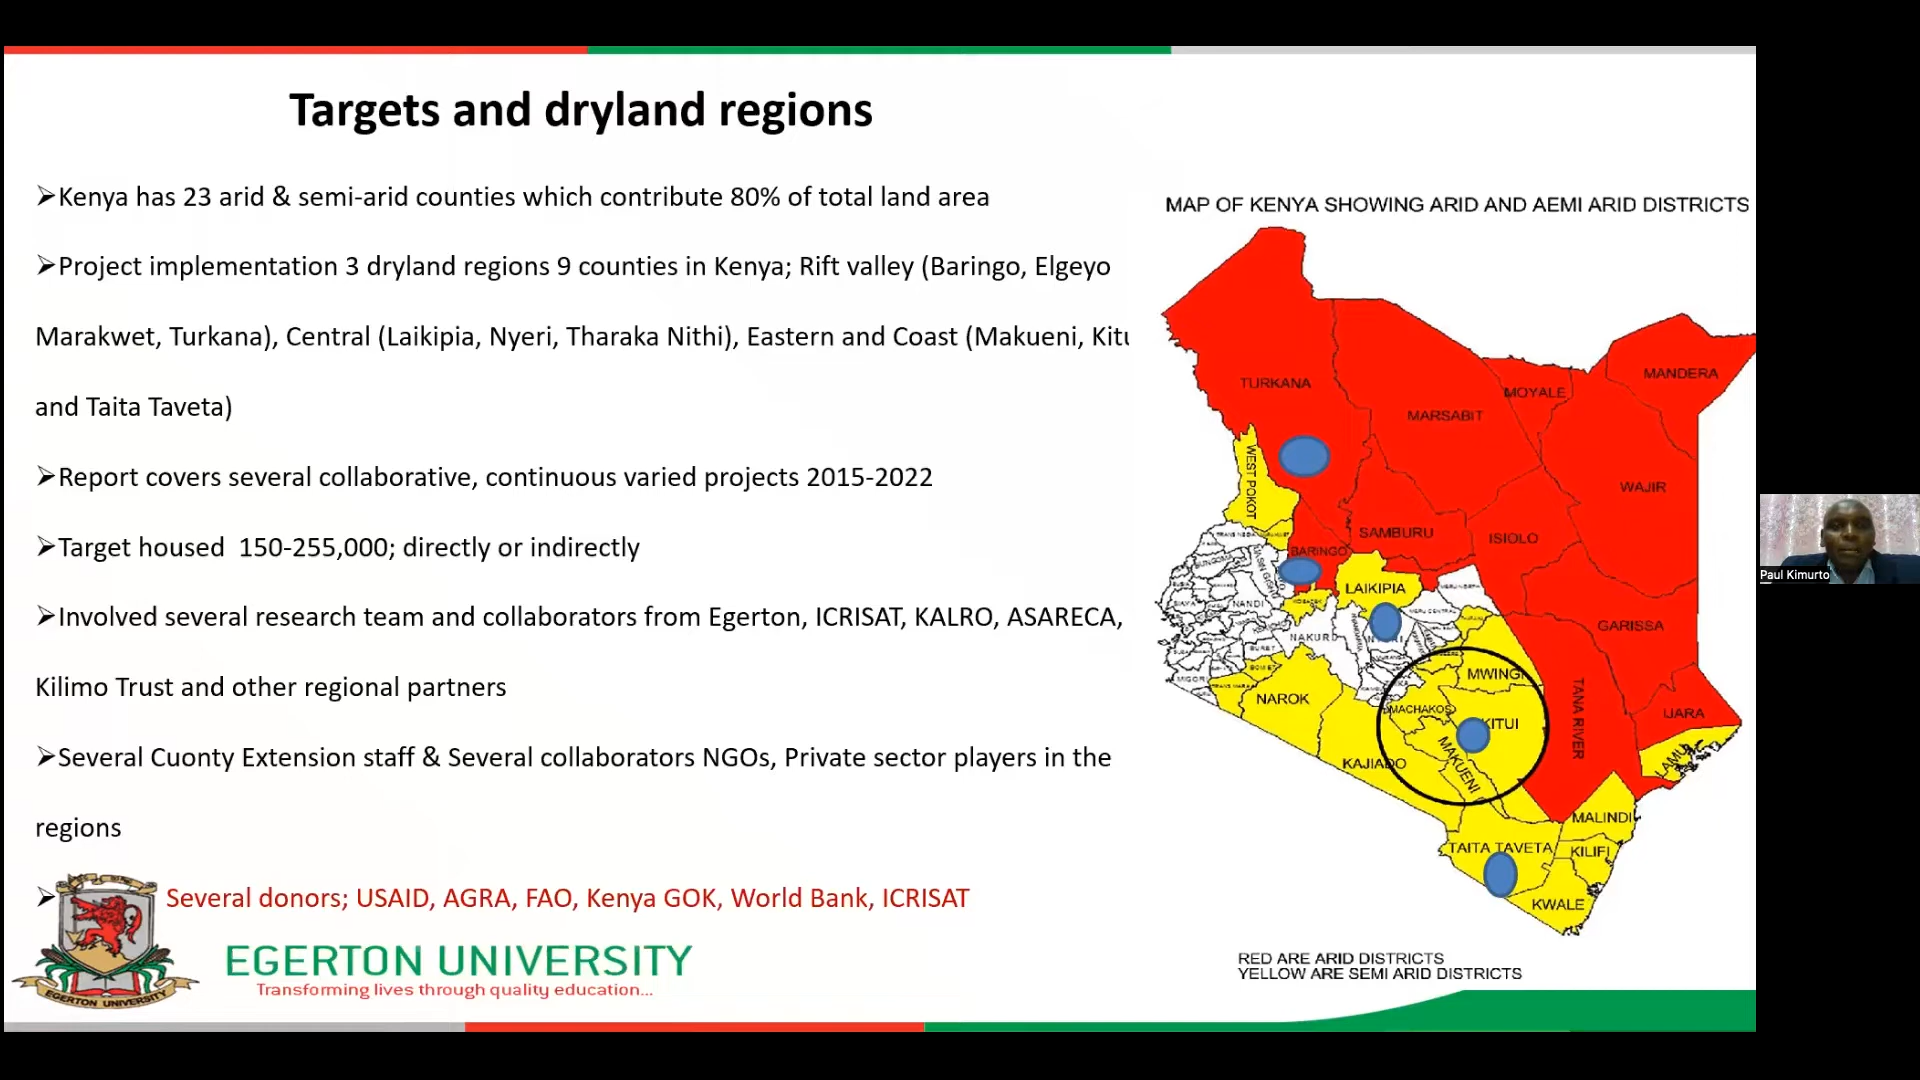 Targets and dryland regions
➢Kenya has 23 arid & semi-arid counties which contribute 80% of total land area
➢Project implementation 3 dryland regions 9 counties in Kenya; Rift valley (Baringo, Elgeyo
Marakwet, Turkana), Central (Laikipia, Nyeri, Tharaka Nithi), Eastern and Coast (Makueni, Kitu
and Taita Taveta)
➢Report covers several collaborative, continuous varied projects 2015-2022
➢Target housed 150-255,000; directly or indirectly
➢Involved several research team and collaborators from Egerton, ICRISAT, KALRO, ASARECA,
Kilimo Trust and other regional partners
➢Several Cuonty Extension staff & Several collaborators NGOs, Private sector players in the
regions
➢ Several donors; USAID, AGRA, FAO, Kenya GOK, World Bank, ICRISAT
EGERTON UNIVERSITY
EGERTON UNIVERSITY
Transforming lives through quality education...
MAP OF KENYA SHOWING ARID AND AEMI ARID DISTRICTS
TURKANA
MARSABIT
MOYALE
MANDERA
WEST POKOT
WAJIR
SAMBURU
ISIOLO
BARINGO
LAIKIPIA
NANDI
NAKURU
GARISSA
BURET
BOMET
MIGORI
NAROK
MWINGI
MACHAKOS
KITUI
MAKUENI
TANA RIVER
IJARA
KAJIADO
LAMU
MALINDI
TAITA TAVETA
KILIFI
KWALE
RED ARE ARID DISTRICTS
YELLOW ARE SEMI ARID DISTRICTS
Paul Kimurto